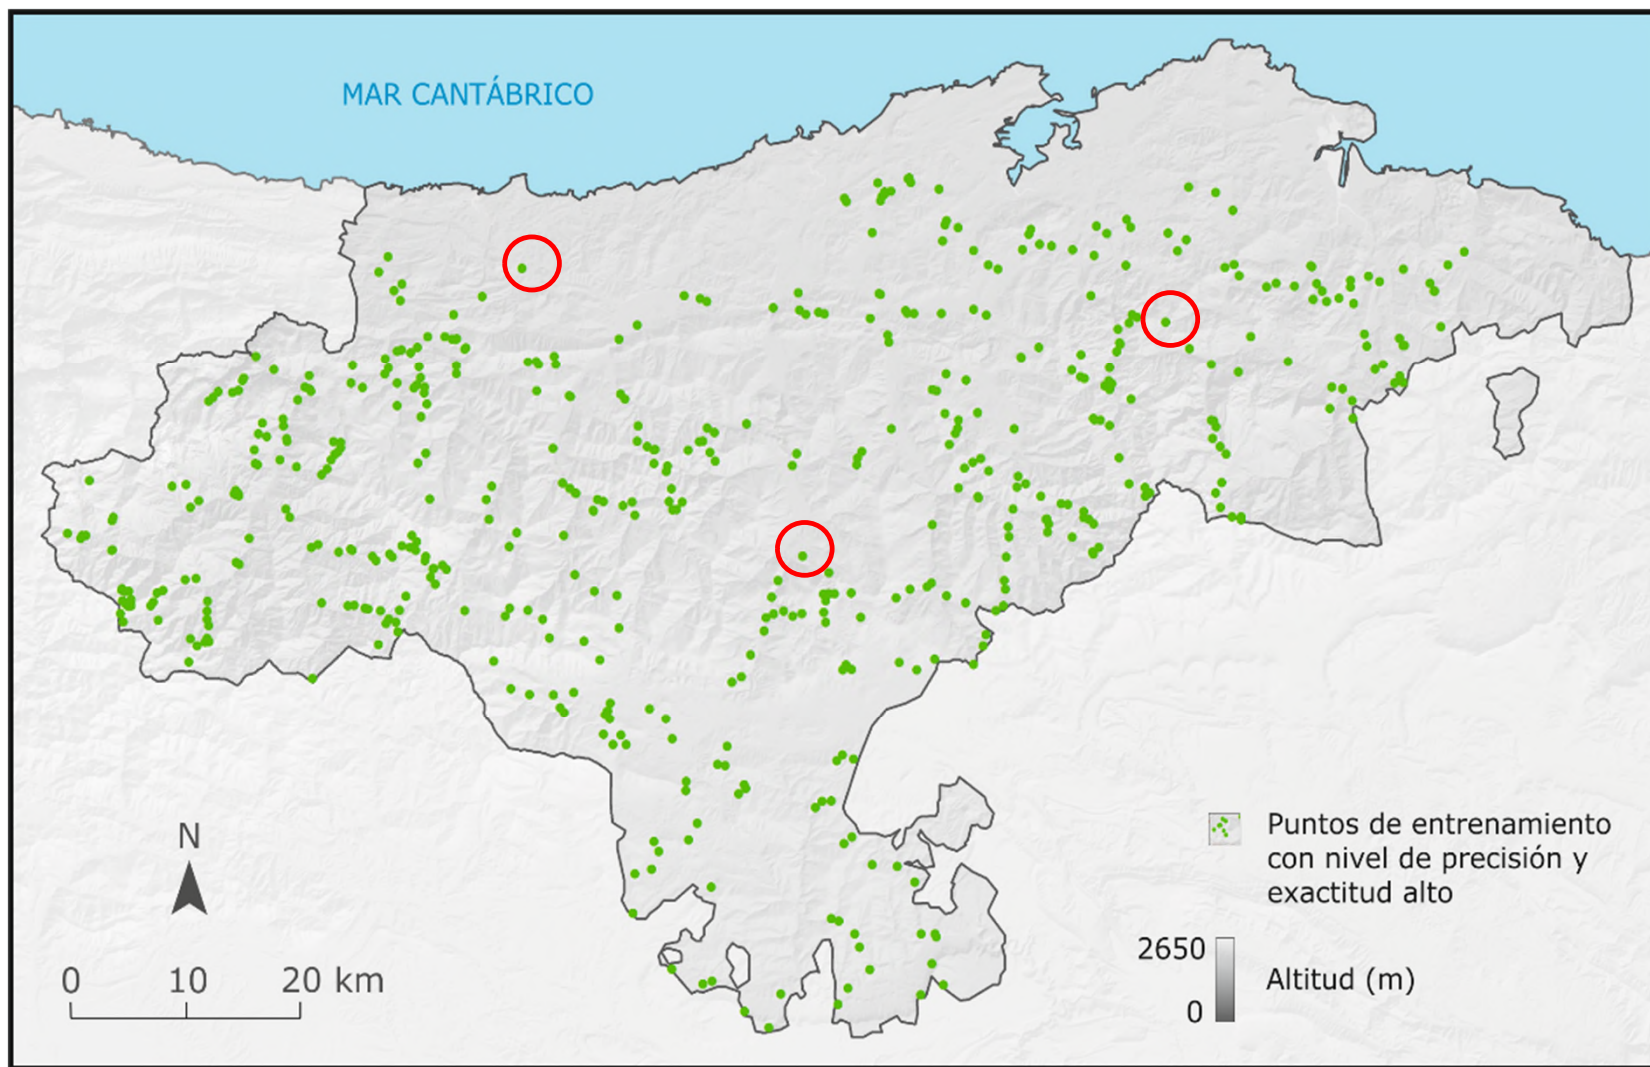 MAR CANTÁBRICO
N
0 10 20 km
Puntos de entrenamiento
con nivel de precisión y
exactitud alto
2650
Altitud (m)
0